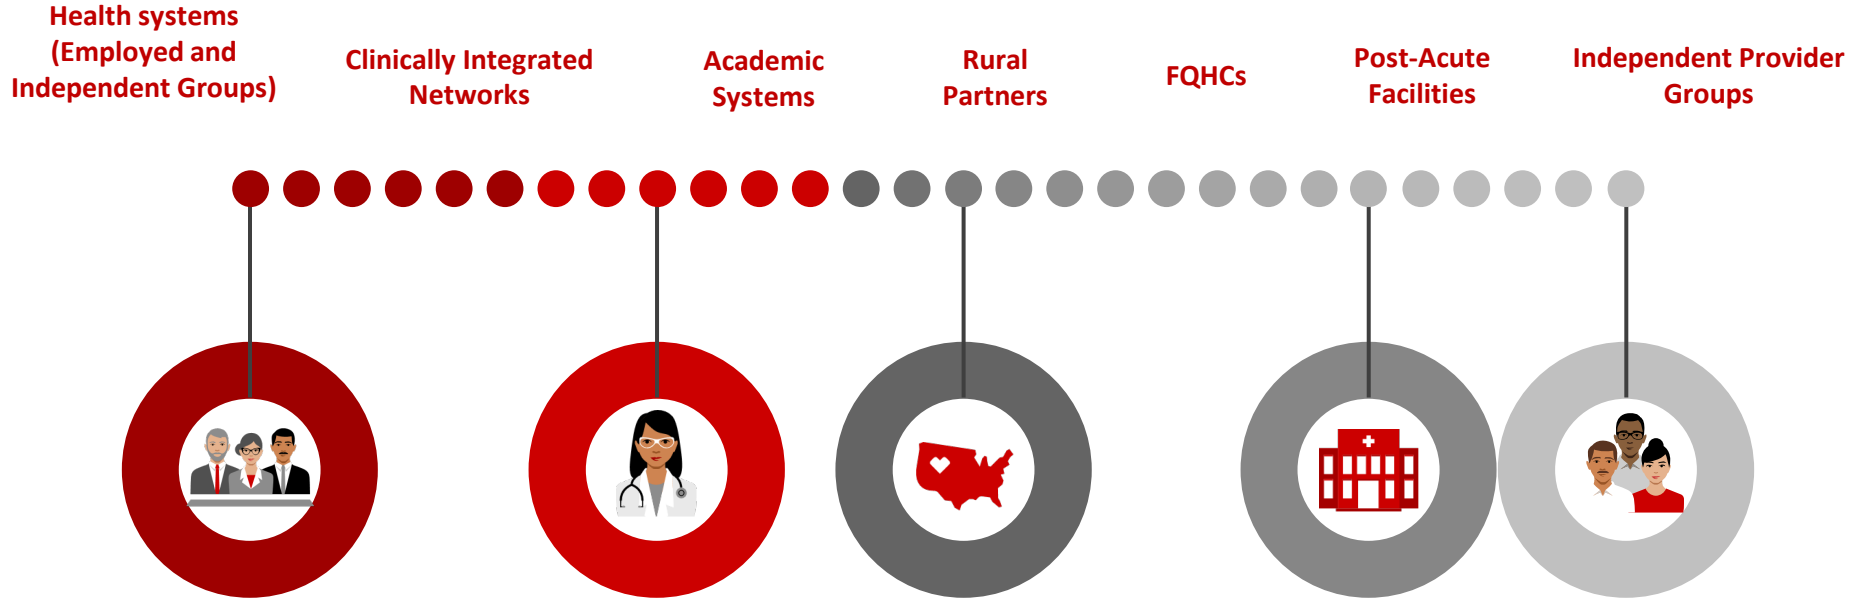 Health systems
(Employed and
Independent Groups)
Clinically Integrated
Networks
Academic
Systems
Rural
Partners
FQHCs
Post-Acute
Facilities
Independent Provider
Groups